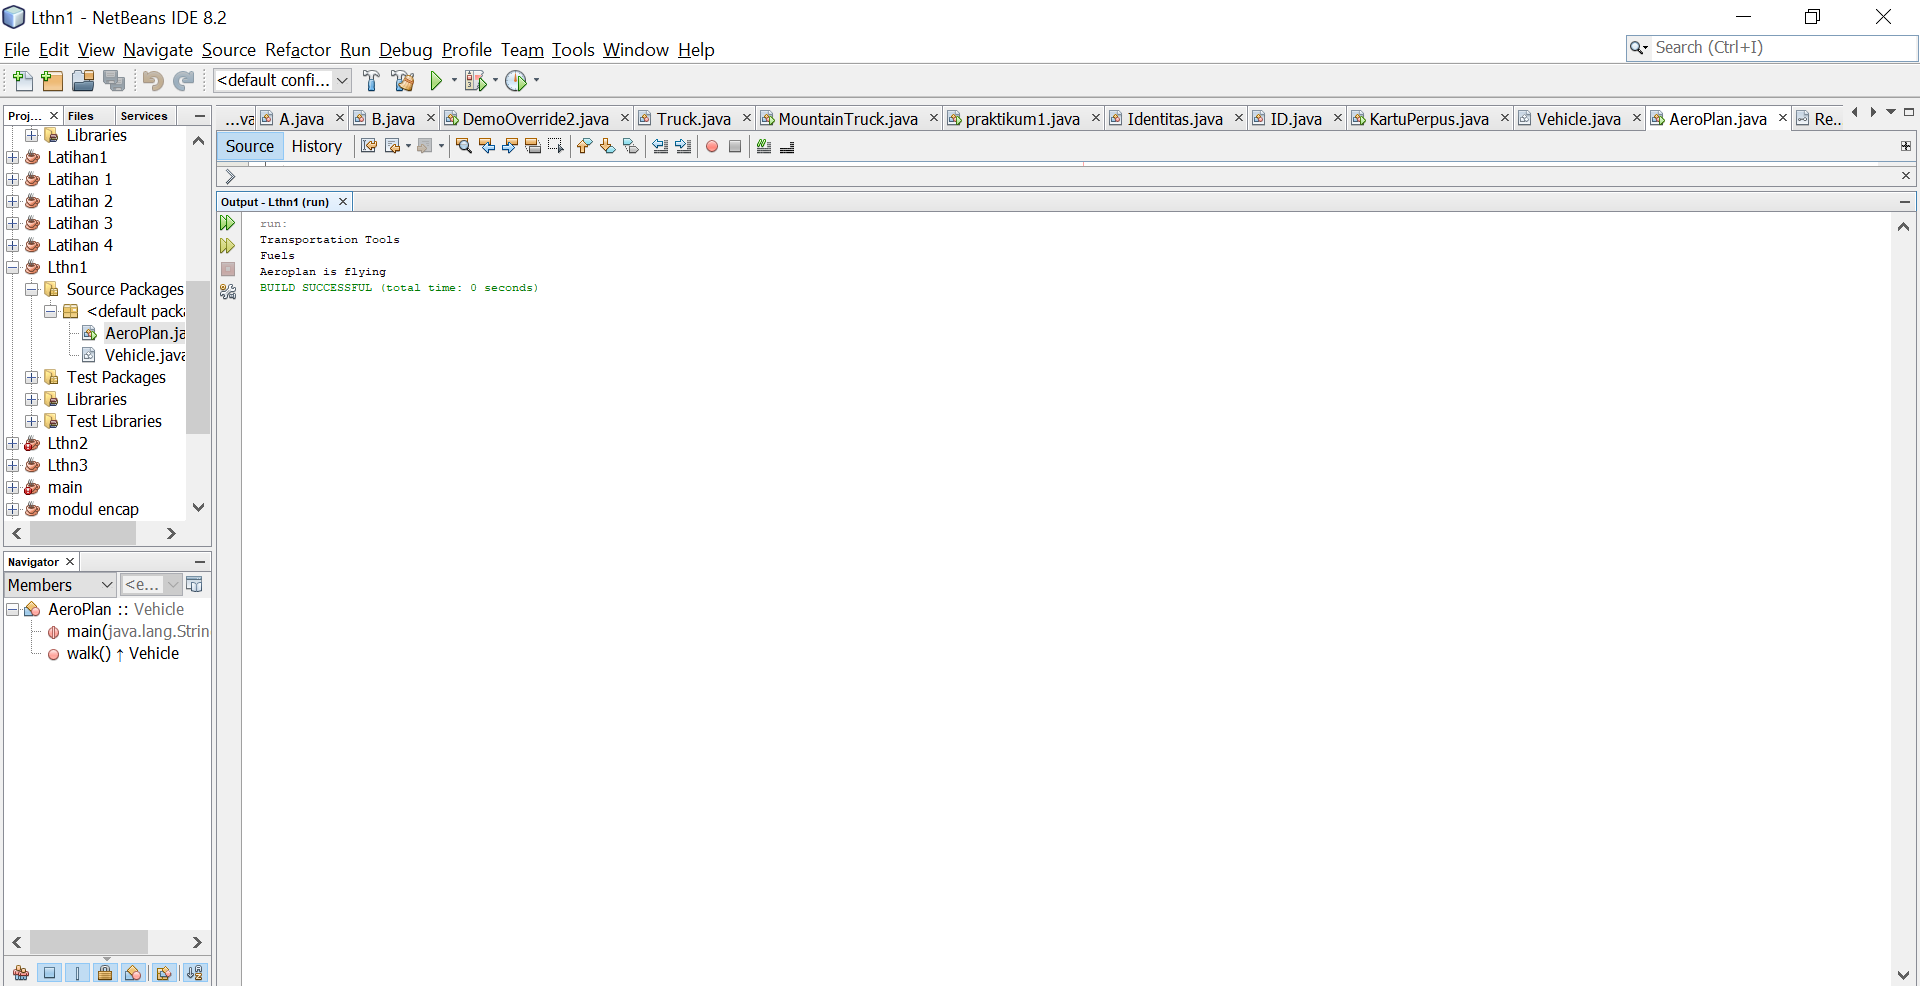 Lthn1 - NetBeans IDE 8.2
File Edit View Navigate Source Refactor Run Debug Profile Team Tools Window Help
Search (Ctrl+I)
<default confi...
Proj... Files Services
...va A.java B.java DemoOverride2.java Truck.java MountainTruck.java praktikum1.java Identitas.java ID.java KartuPerpus.java Vehicle.java AeroPlan.java Re..
Source History
Libraries
Latihan1
Latihan 1
Latihan 2
Latihan 3
Latihan 4
Lthn1
Source Packages
<default packa
AeroPlan.ja
Vehicle.java
Test Packages
Libraries
Test Libraries
Lthn2
Lthn3
main
modul encap
Navigator
Members <e...
AeroPlan :: Vehicle
main(java.lang.Strin
walk() ↑ Vehicle
Output - Lthn1 (run)
run:
Transportation Tools
Fuels
Aeroplan is flying
BUILD SUCCESSFUL (total time: 0 seconds)